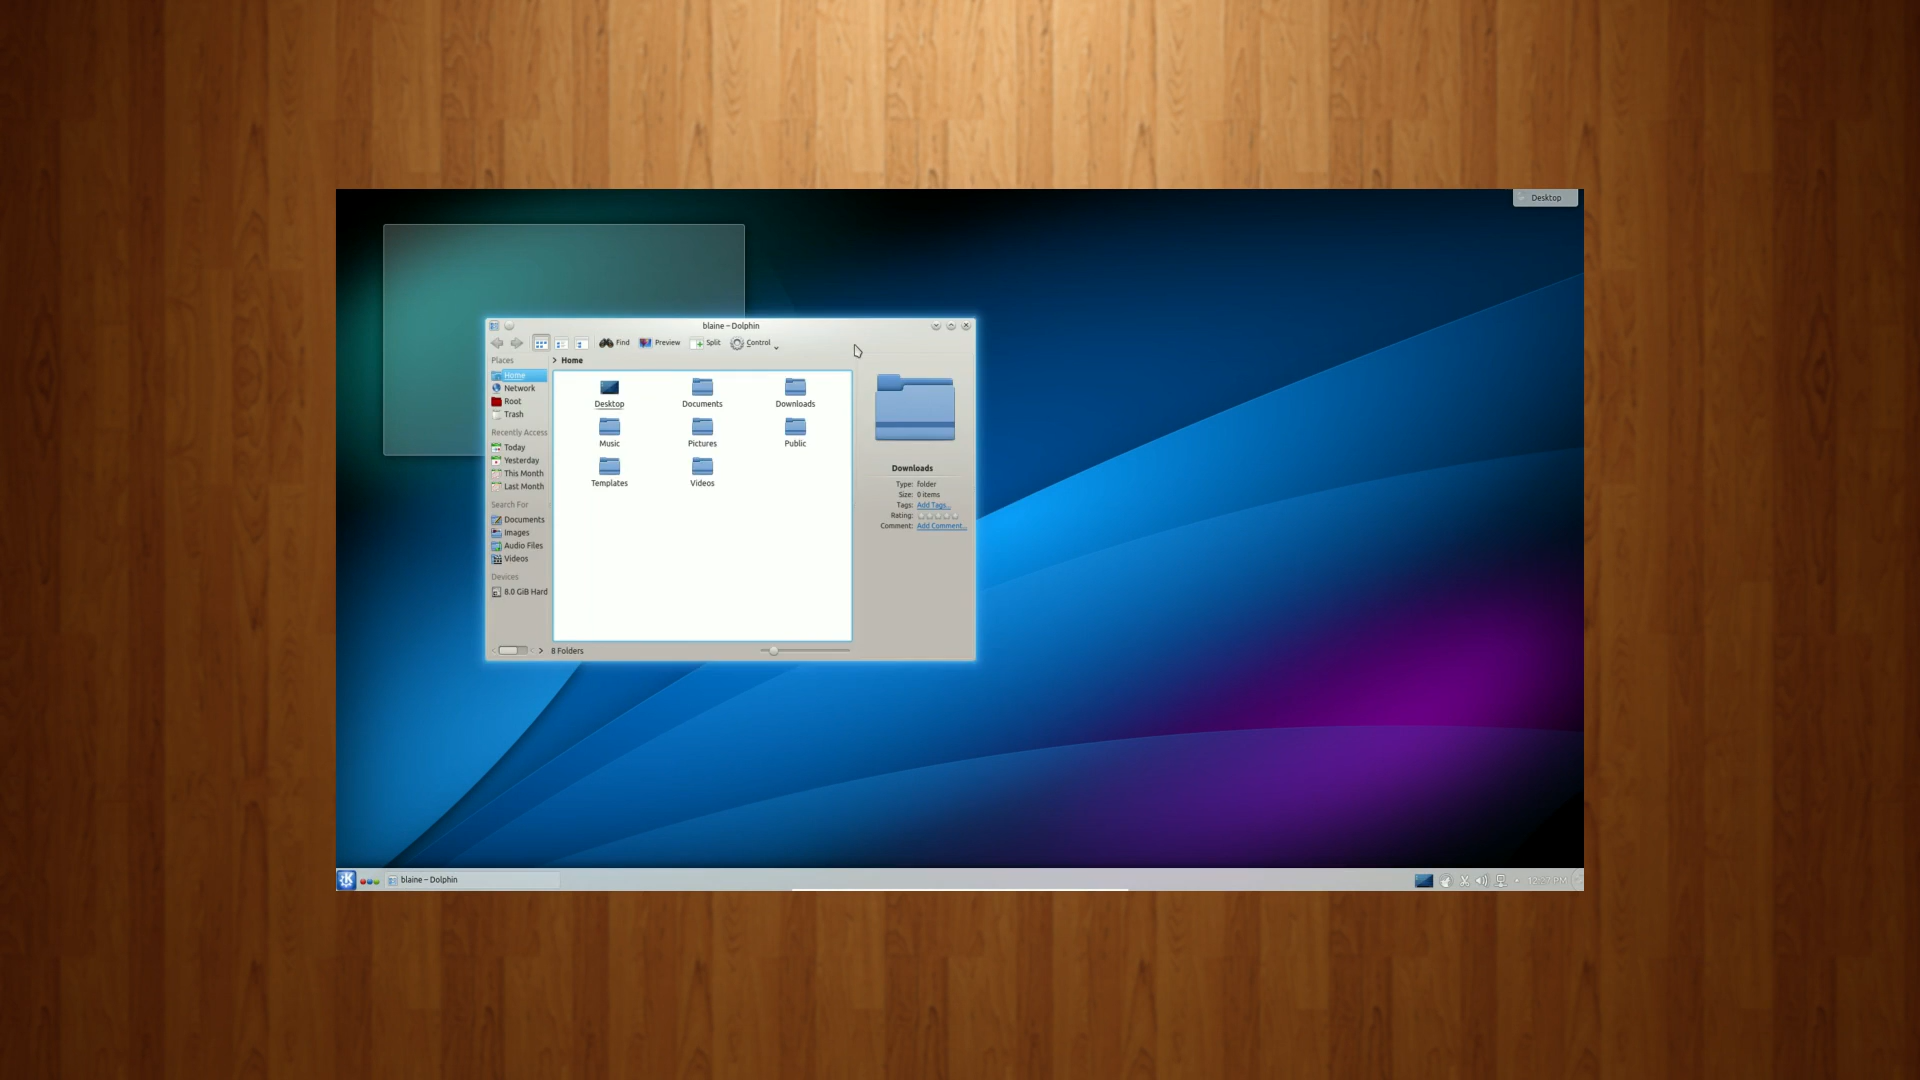 Desktop
blaine – Dolphin
Find Preview Split Control
Places
> Home
Home
Network
Root
Trash
Recently Access
Today
Yesterday
This Month
Last Month
Search For
Documents
Images
Audio Files
Videos
Devices
8.0 GiB Hard
Desktop Documents Downloads
Music Pictures Public
Templates Videos
Downloads
Type: folder
Size: 0 items
Tags: Add Tags...
Rating:
Comment: Add Comment...
8 Folders
blaine – Dolphin